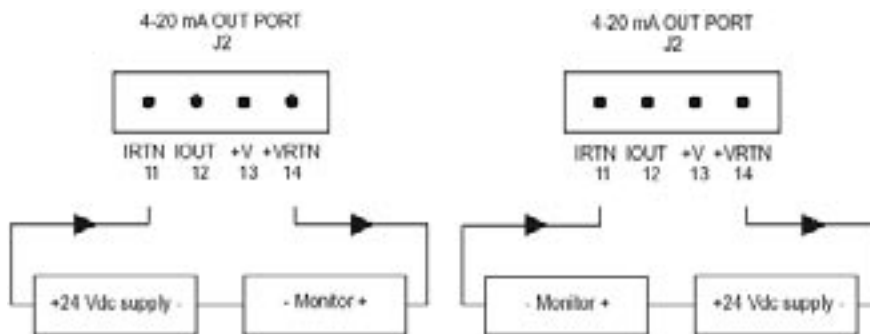 4-20 mA OUT PORT
J2
IRTN IOUT +V +VRTN
11 12 13 14
+24 Vdc supply -
- Monitor +
4-20 mA OUT PORT
J2
IRTN IOUT +V +VRTN
11 12 13 14
- Monitor +
+24 Vdc supply -